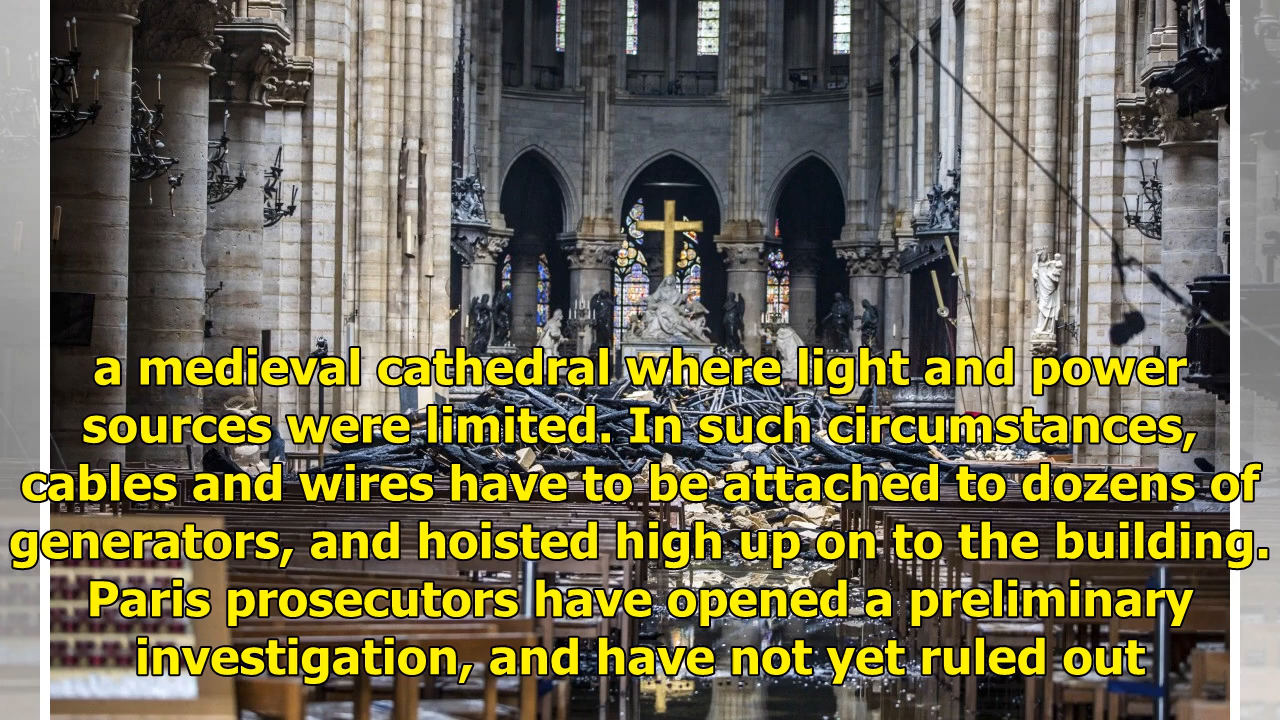 a medieval cathedral where light and power
sources were limited. In such circumstances,
cables and wires have to be attached to dozens of
generators, and hoisted high up on to the building.
Paris prosecutors have opened a preliminary
investigation, and have not yet ruled out